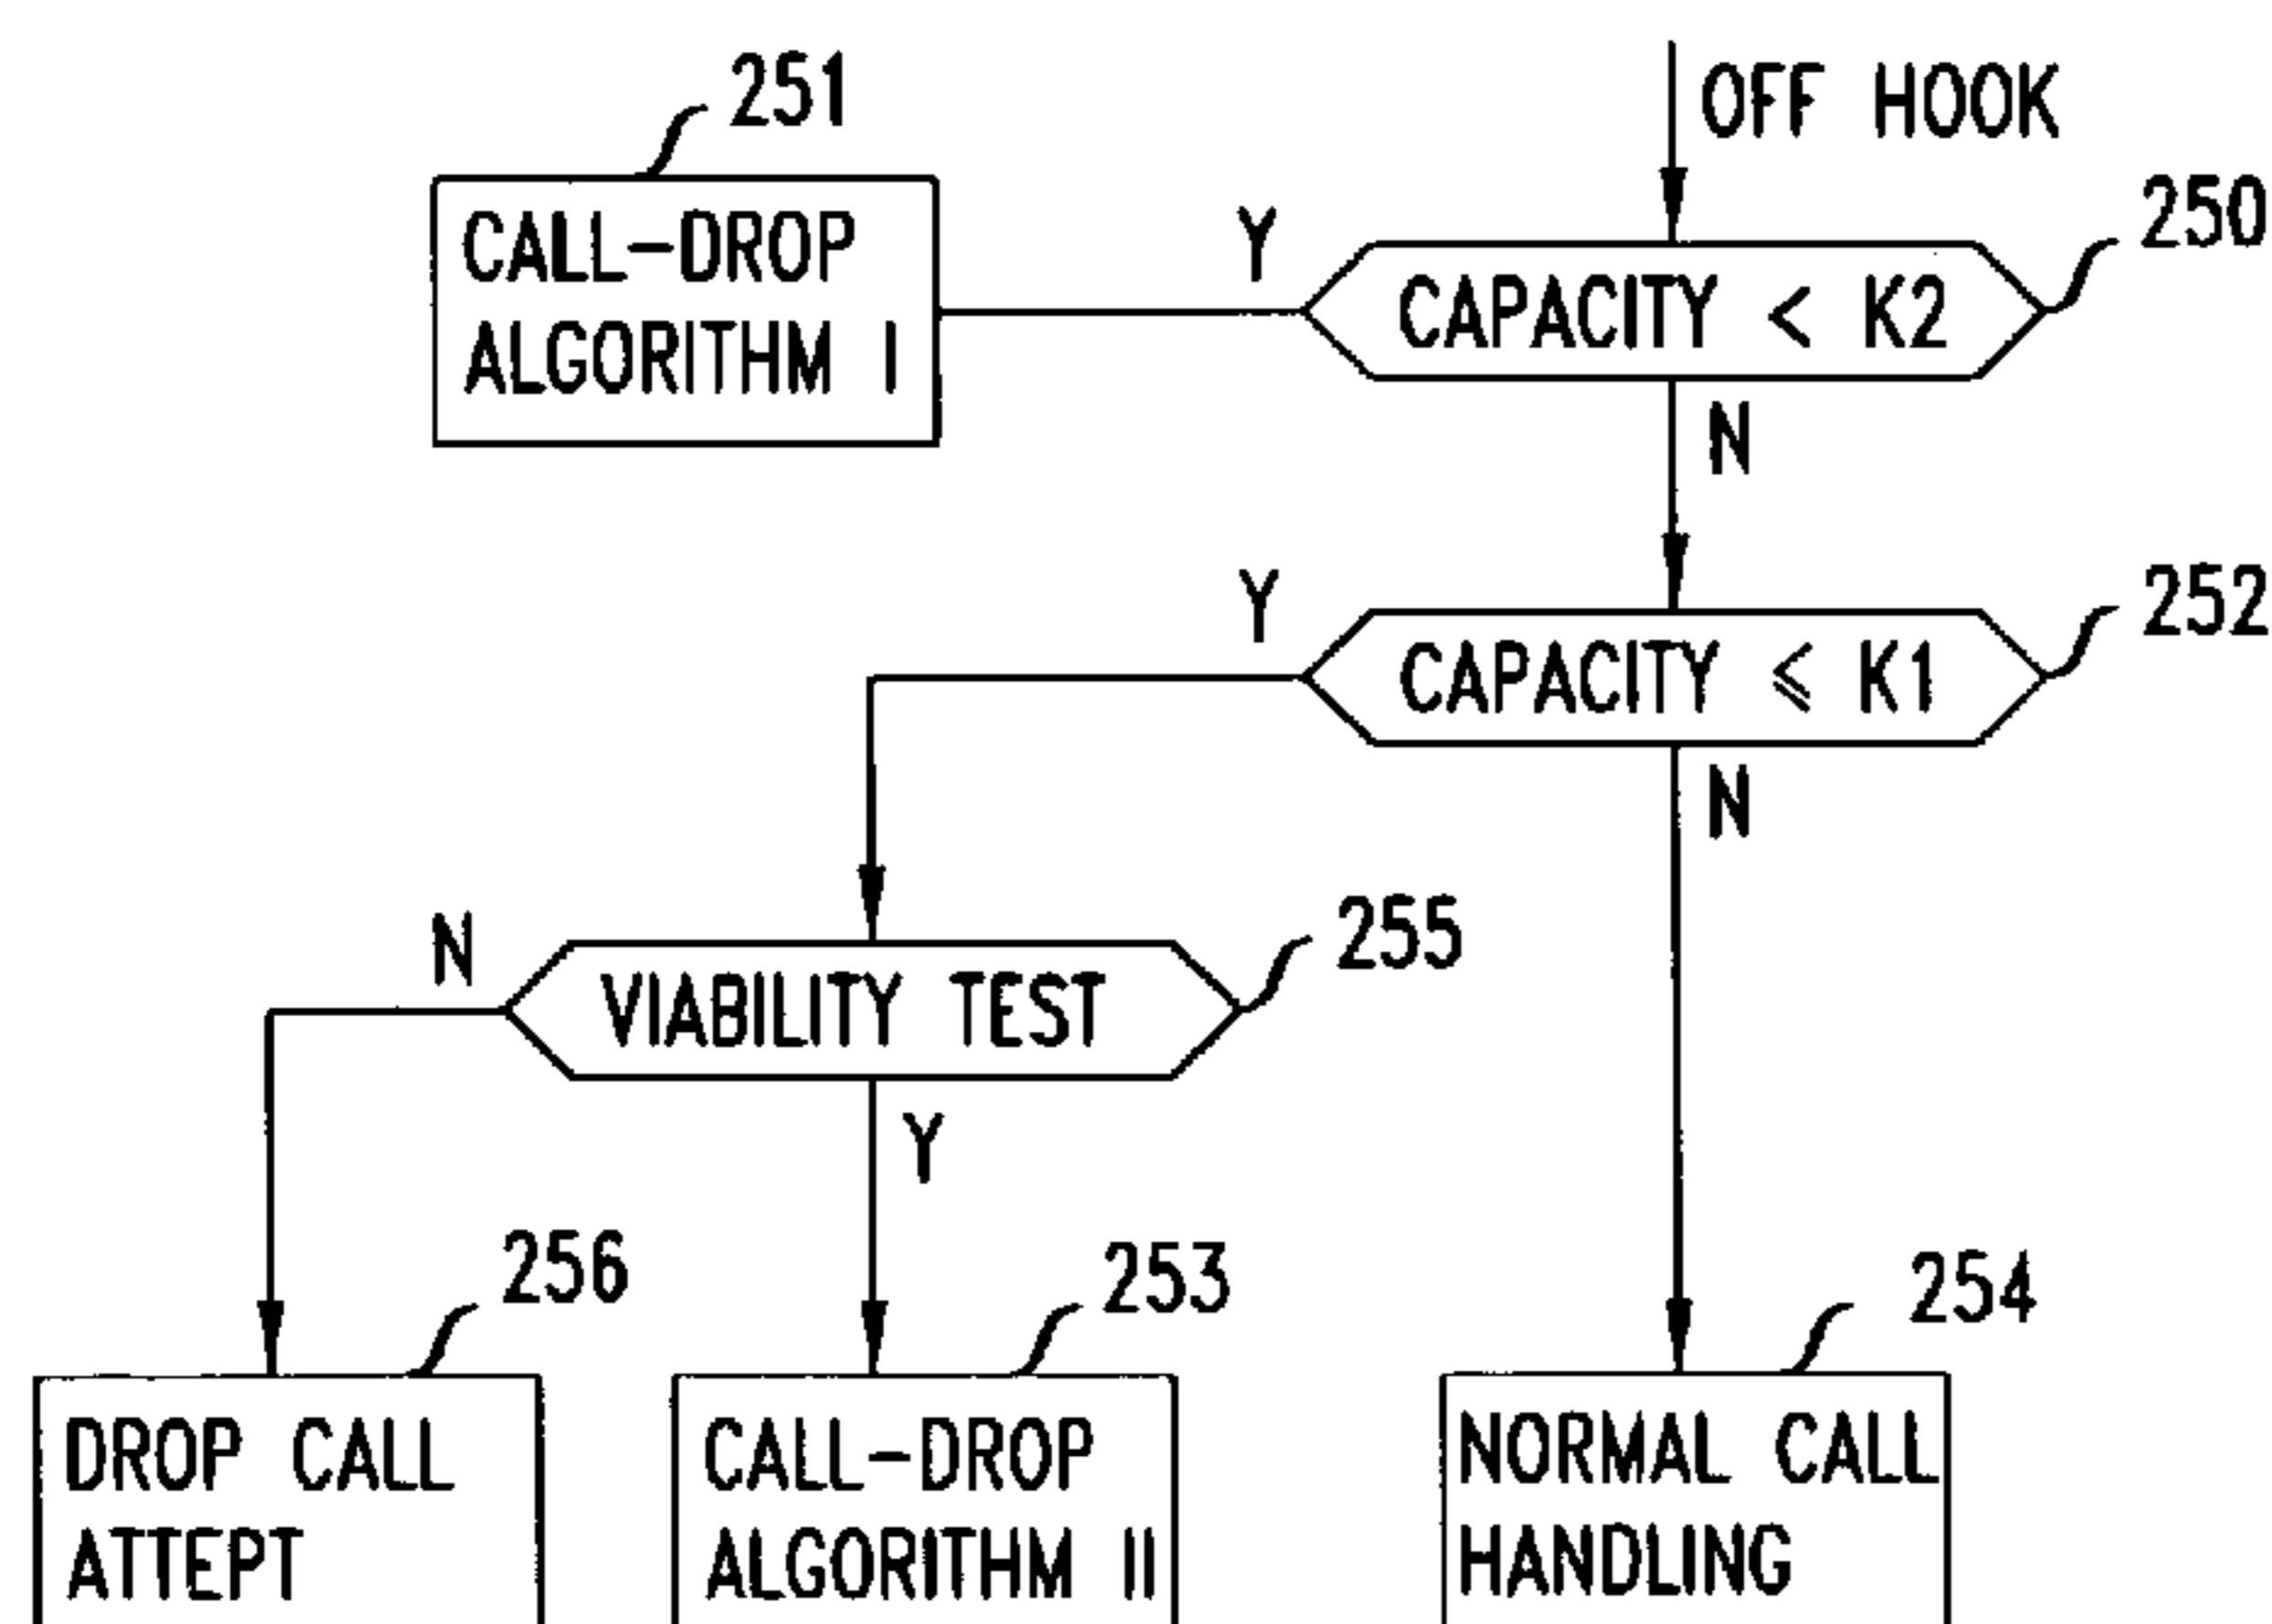 251
OFF HOOK
250
CALL-DROP
ALGORITHM I
Y
CAPACITY < K2
N
252
Y
CAPACITY ≤ K1
N
255
N
VIABILITY TEST
Y
256
253
254
DROP CALL
ATTEPT
CALL-DROP
ALGORITHM II
NORMAL CALL
HANDLING